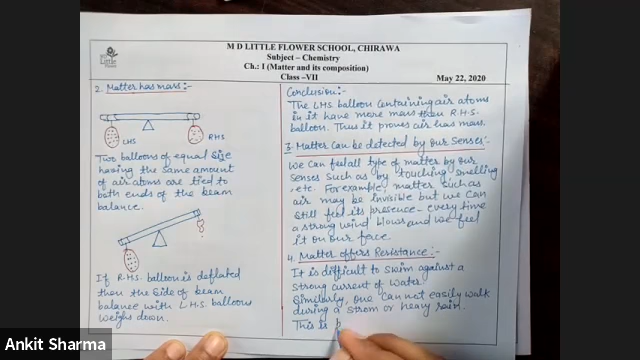 Little
M D LITTLE FLOWER SCHOOL, CHIRAWA
Subject – Chemistry
Ch.: I (Matter and its composition)
Class –VII
May 22, 2020
2. Matter has mass:-
LHS
RHS
Two balloons of equal size
having the same amount
of air atoms are tied to
both ends of the beam
balance.
If R.H.S. balloon is deflated
then the side of beam
balance with L.H.S. balloons
weighs down.
Conclusion:-
The LHS balloon containing air atoms
in it have more mass than R.H.S.
balloon. Thus it proves air has mass.
3. Matter can be detected by our senses:-
We can feel all type of matter by our
senses such as by touching, smelling
, etc. For example, matter such as
air may be invisible but we can
still feel its presence – every time
a strong wind blows and we feel
it on our face.
4. Matter offers Resistance:-
It is difficult to swim against a
strong current of water.
Similarly, one can not easily walk
during a strom or heavy rain.
This is
Ankit Sharma